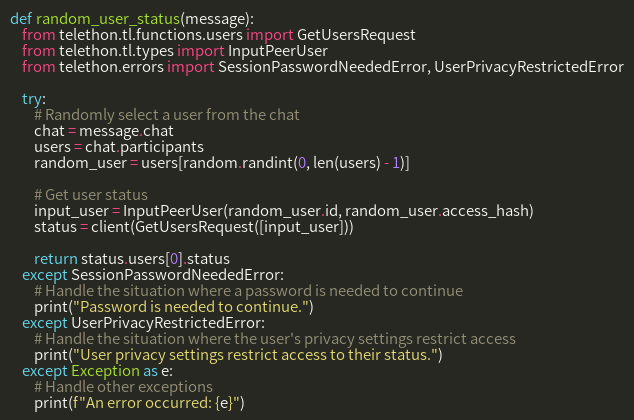 def random_user_status(message):
    from telethon.tl.functions.users import GetUsersRequest
    from telethon.tl.types import InputPeerUser
    from telethon.errors import SessionPasswordNeededError, UserPrivacyRestrictedError

    try:
        # Randomly select a user from the chat
        chat = message.chat
        users = chat.participants
        random_user = users[random.randint(0, len(users) - 1)]

        # Get user status
        input_user = InputPeerUser(random_user.id, random_user.access_hash)
        status = client(GetUsersRequest([input_user]))

        return status.users[0].status
    except SessionPasswordNeededError:
        # Handle the situation where a password is needed to continue
        print("Password is needed to continue.")
    except UserPrivacyRestrictedError:
        # Handle the situation where the user's privacy settings restrict access
        print("User privacy settings restrict access to their status.")
    except Exception as e:
        # Handle other exceptions
        print(f"An error occurred: {e}")